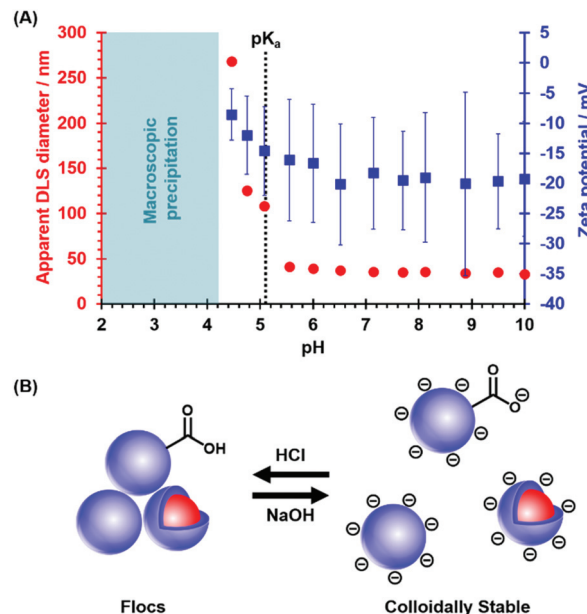 (A)
pKa
300
250
200
150
100
50
0
Apparent DLS diameter / nm
Macroscopic
precipitation
5
0
-5
-10
-15
-20
-25
-30
-35
-40
Zeta potential / mV
2 3 4 5 6 7 8 9 10
pH
(B)
O
OH
HCl
NaOH
O
O
Flocs
Colloidally Stable